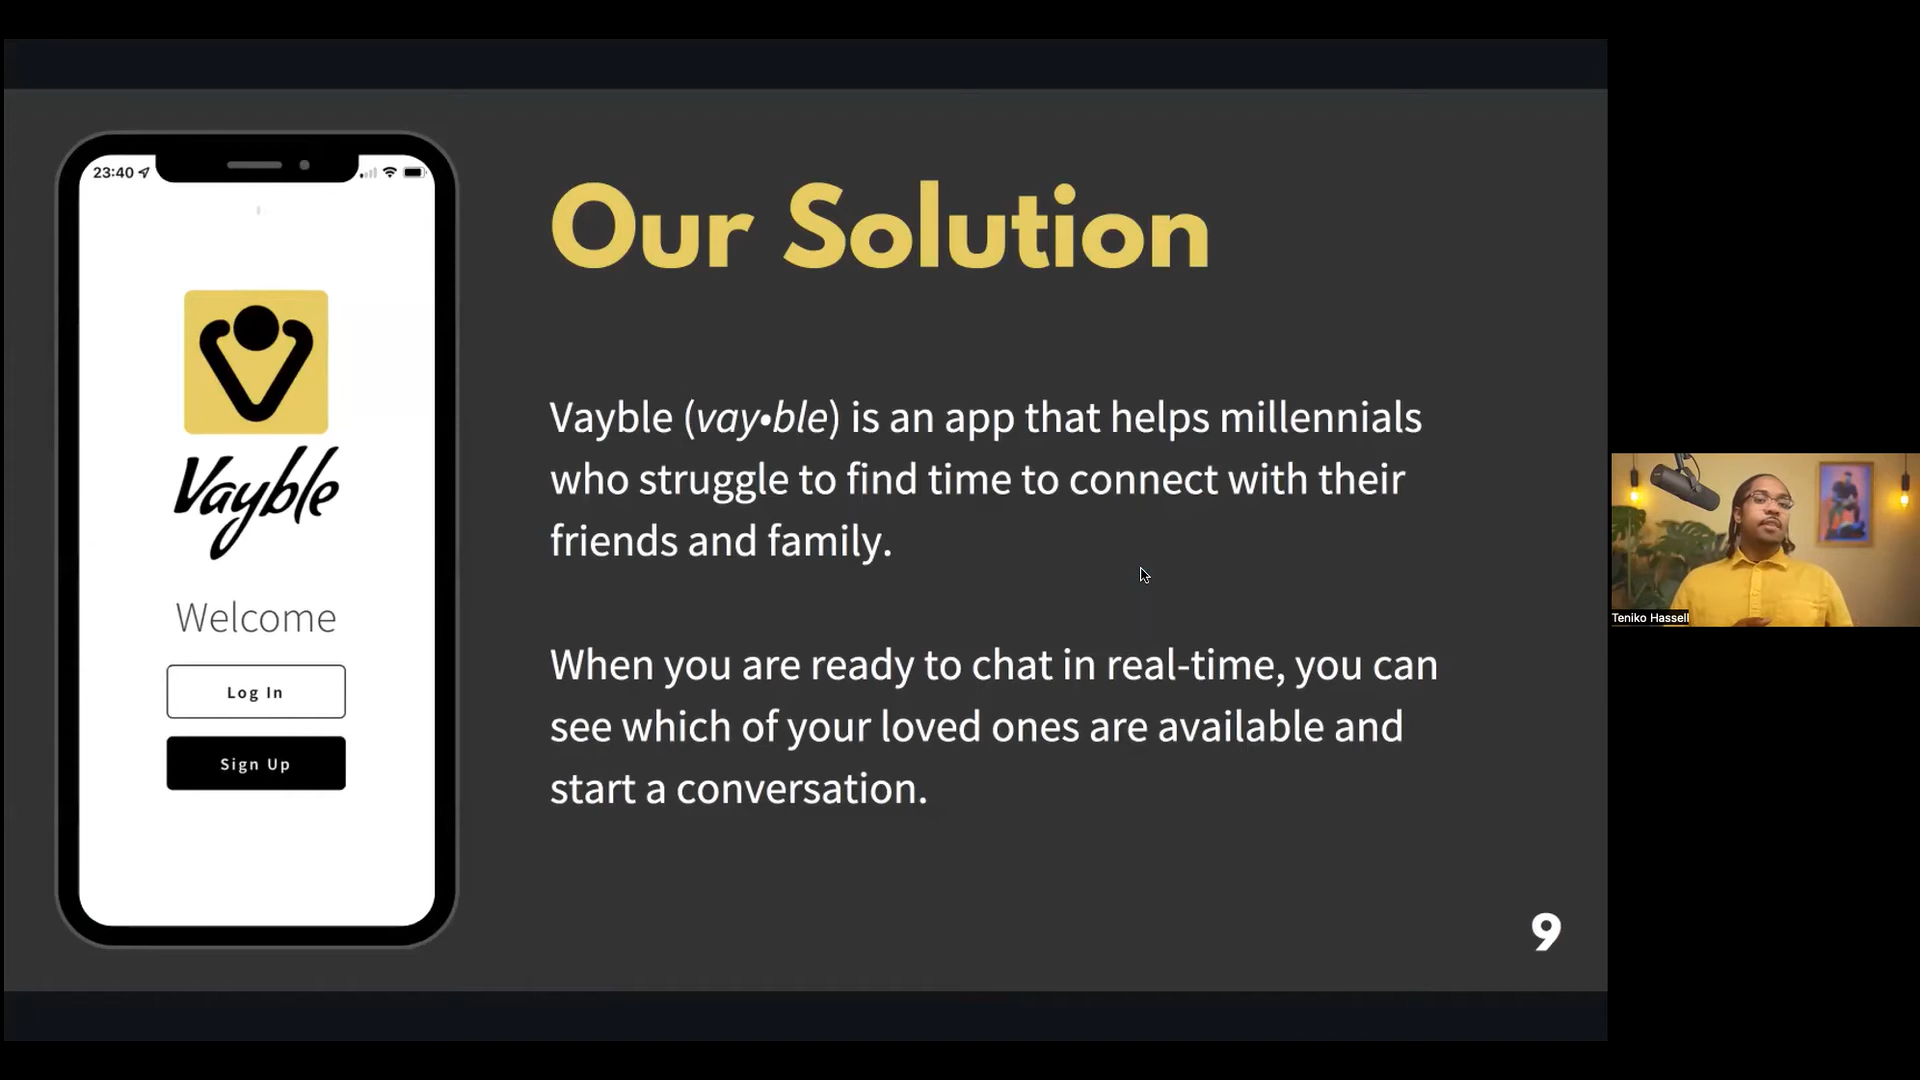 23:40
Vayble
Welcome
Log In
Sign Up
Our Solution
Vayble (vay•ble) is an app that helps millennials
who struggle to find time to connect with their
friends and family.
When you are ready to chat in real-time, you can
see which of your loved ones are available and
start a conversation.
9
Teniko Hassell